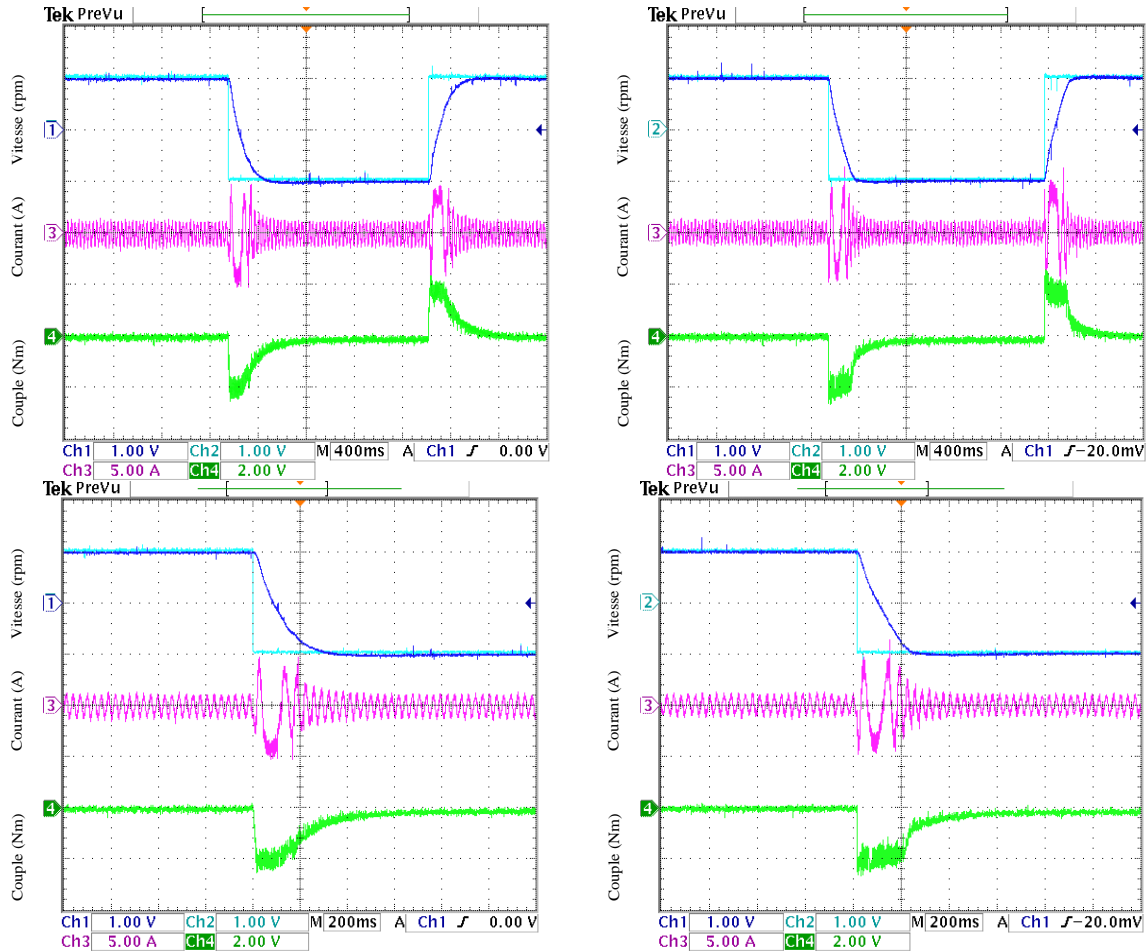 Tek PreVu
Vitesse (rpm)
Courant (A)
Couple (Nm)
1
3
4
Ch1 1.00 V Ch2 1.00 V M 400ms A Ch1 0.00 V
Ch3 5.00 A Ch4 2.00 V
Tek PreVu
Vitesse (rpm)
Courant (A)
Couple (Nm)
2
3
4
Ch1 1.00 V Ch2 1.00 V M 400ms A Ch1 -20.0mV
Ch3 5.00 A Ch4 2.00 V
Tek PreVu
Vitesse (rpm)
Courant (A)
Couple (Nm)
1
3
4
Ch1 1.00 V Ch2 1.00 V M 200ms A Ch1 0.00 V
Ch3 5.00 A Ch4 2.00 V
Tek PreVu
Vitesse (rpm)
Courant (A)
Couple (Nm)
2
3
4
Ch1 1.00 V Ch2 1.00 V M 200ms A Ch1 -20.0mV
Ch3 5.00 A Ch4 2.00 V